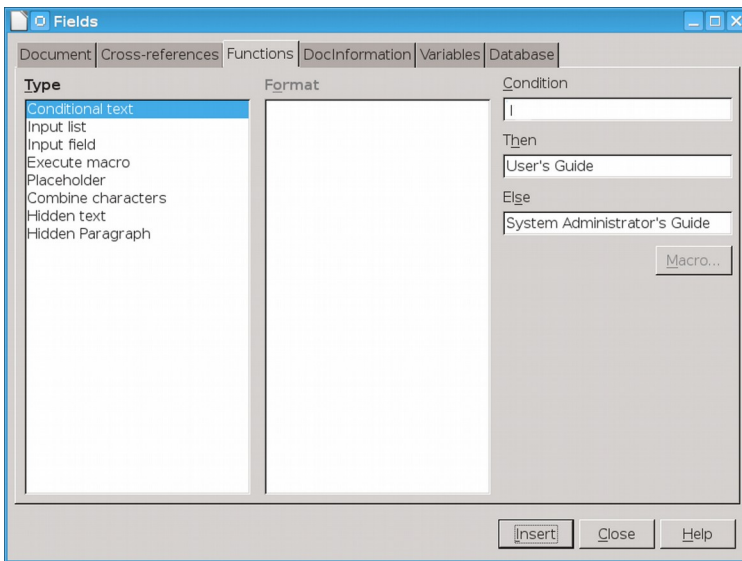 Fields
Document Cross-references Functions DocInformation Variables Database
Type
Conditional text
Input list
Input field
Execute macro
Placeholder
Combine characters
Hidden text
Hidden Paragraph
Format
Condition
Then
User's Guide
Else
System Administrator's Guide
Macro...
Insert Close Help